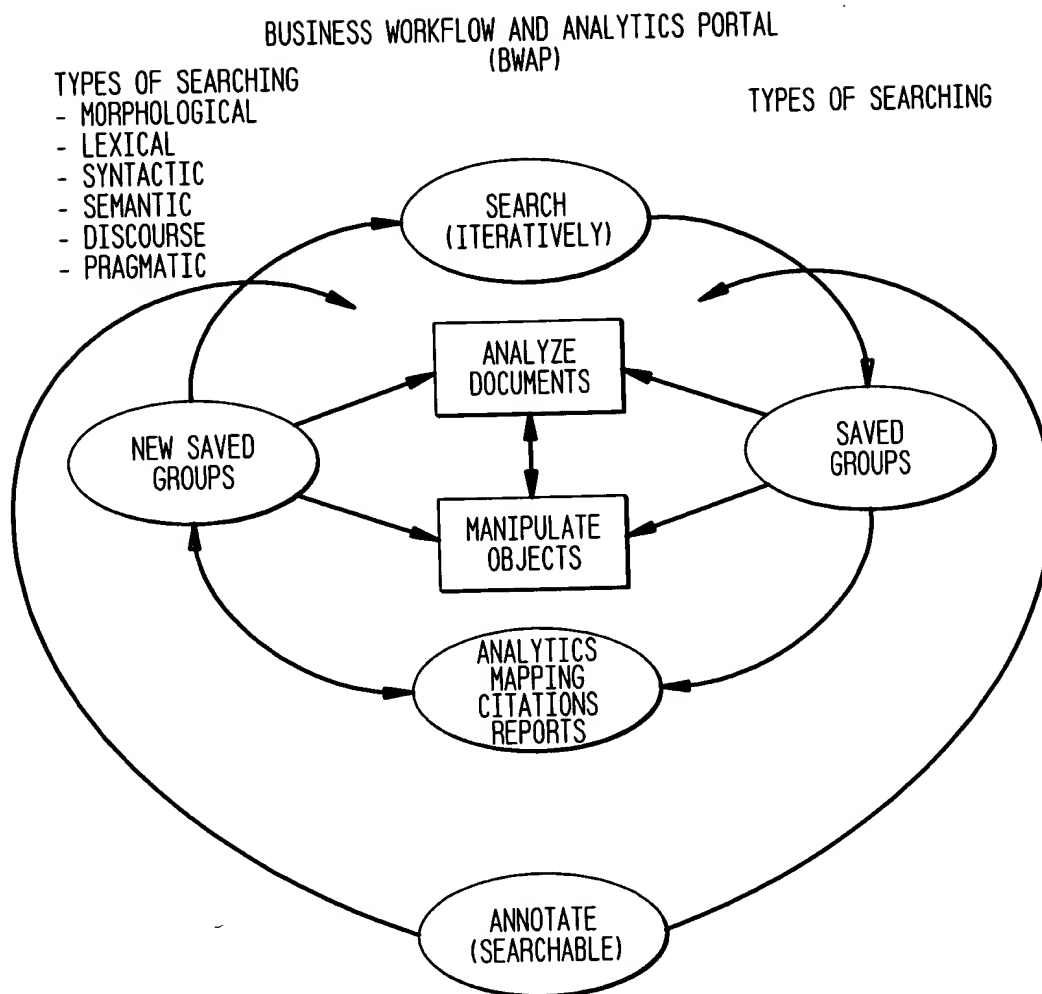 BUSINESS WORKFLOW AND ANALYTICS PORTAL
(BWAP)
TYPES OF SEARCHING
- MORPHOLOGICAL
- LEXICAL
- SYNTACTIC
- SEMANTIC
- DISCOURSE
- PRAGMATIC
TYPES OF SEARCHING
SEARCH
(ITERATIVELY)
ANALYZE
DOCUMENTS
NEW SAVED
GROUPS
SAVED
GROUPS
MANIPULATE
OBJECTS
ANALYTICS
MAPPING
CITATIONS
REPORTS
ANNOTATE
(SEARCHABLE)